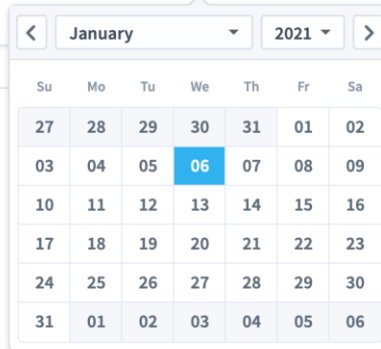 January 2021
Su Mo Tu We Th Fr Sa
27 28 29 30 31 01 02
03 04 05 06 07 08 09
10 11 12 13 14 15 16
17 18 19 20 21 22 23
24 25 26 27 28 29 30
31 01 02 03 04 05 06